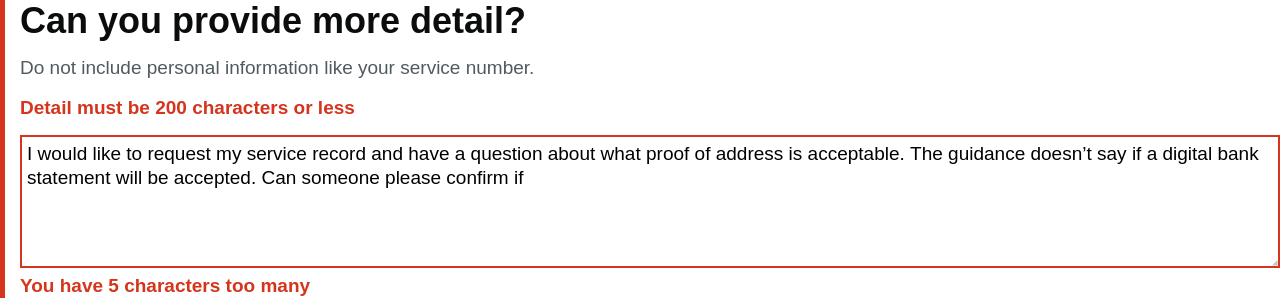 Can you provide more detail?
Do not include personal information like your service number.
Detail must be 200 characters or less
I would like to request my service record and have a question about what proof of address is acceptable. The guidance doesn’t say if a digital bank
statement will be accepted. Can someone please confirm if
You have 5 characters too many